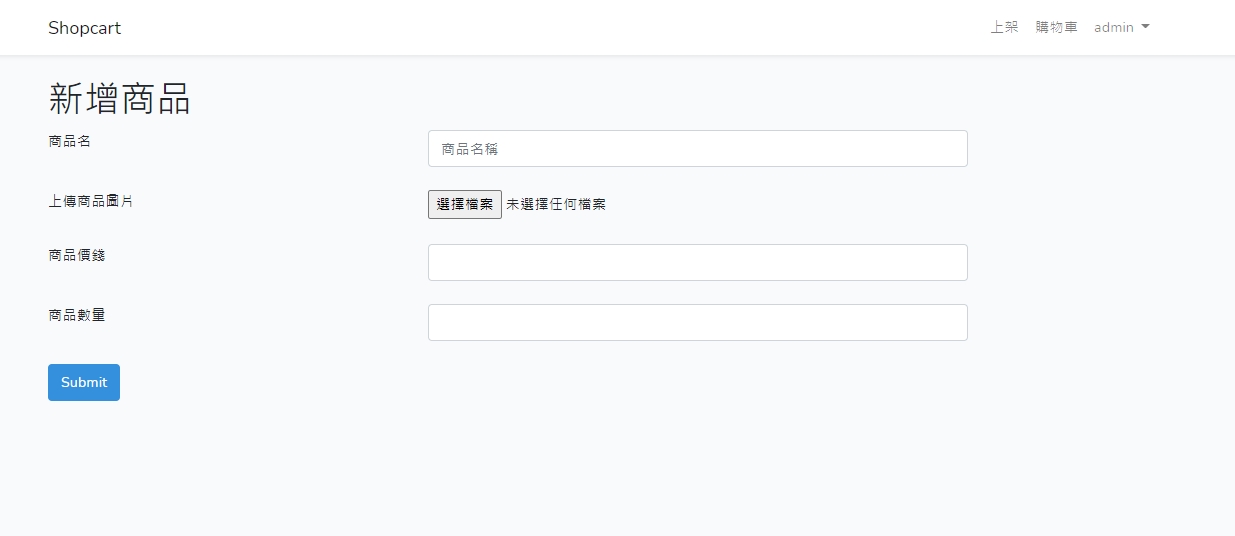 Shopcart
上架 購物車 admin
新增商品
商品名
商品名稱
上傳商品圖片
選擇檔案 未選擇任何檔案
商品價錢
商品數量
Submit